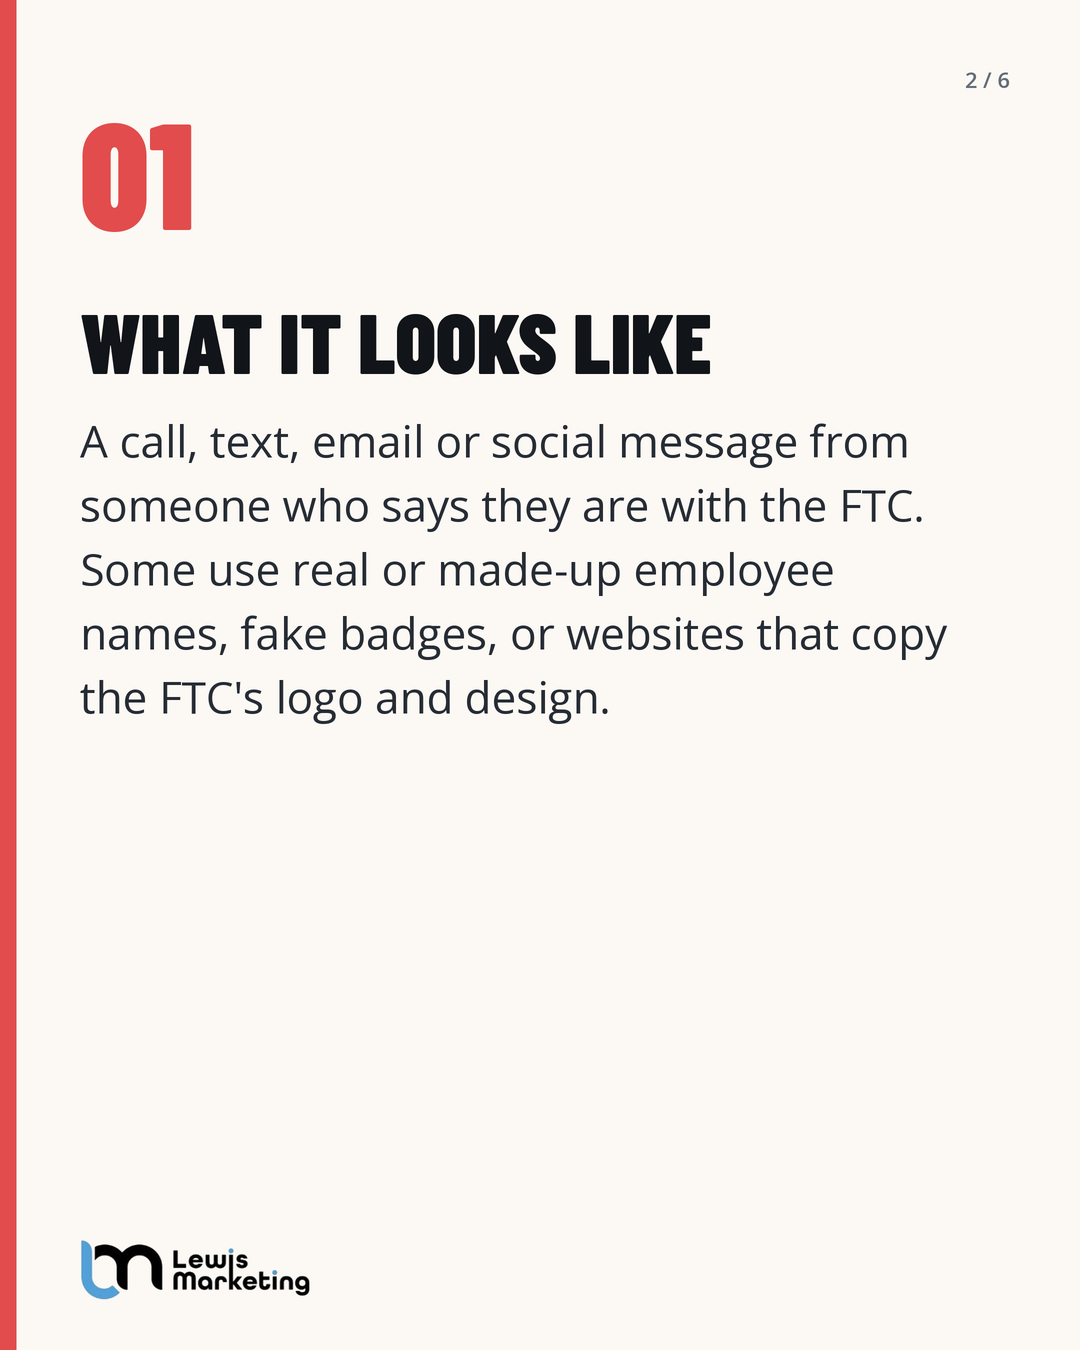 2 / 6
01
WHAT IT LOOKS LIKE
A call, text, email or social message from
someone who says they are with the FTC.
Some use real or made-up employee
names, fake badges, or websites that copy
the FTC's logo and design.
Lewis
Marketing